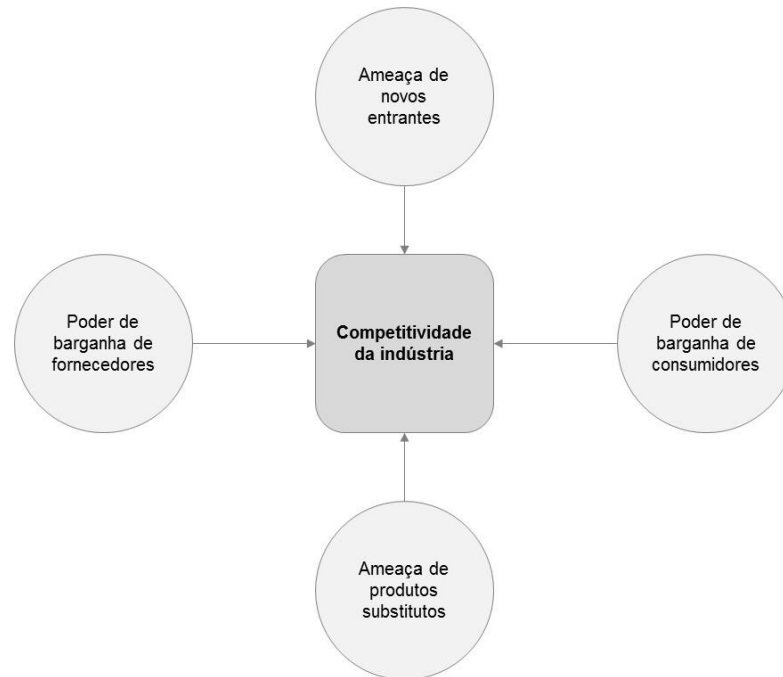 Ameaça de
novos
entrantes
Poder de
barganha de
fornecedores
Competitividade
da indústria
Poder de
barganha de
consumidores
Ameaça de
produtos
substitutos